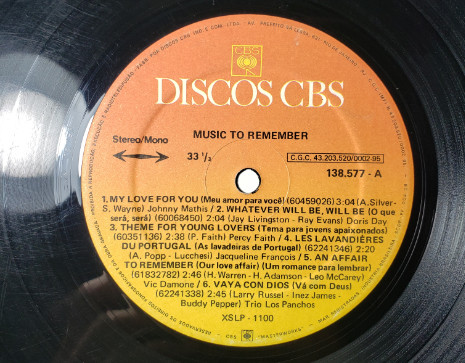 CBS
DISCOS CBS
MUSIC TO REMEMBER
Stereo/Mono
33 1/3
C.G.C. 43.203.520/0002-95
138.577 - A
1. MY LOVE FOR YOU (Meu amor para você) (60459026) 3:04 (A. Silver-
S. Wayne) Johnny Mathis / 2. WHATEVER WILL BE, WILL BE (O que
será, será) (60068450) 2:04 (Jay Livingston - Ray Evans) Doris Day
3. THEME FOR YOUNG LOVERS (Tema para jovens apaixonados)
(60351136) 2:38 (P. Faith) Percy Faith / 4. LES LAVANDIÈRES
DU PORTUGAL (As lavadeiras de Portugal) (62241346) 2:20
(A. Popp - Lucchesi) Jacqueline François / 5. AN AFFAIR
TO REMEMBER (Our love affair) (Um romance para lembrar)
(61832782) 2:46 (H. Warren - H. Adamson - Leo McCarey)
Vic Damone / 6. VAYA CON DIOS (Vá com Deus)
(62241338) 2:45 (Larry Russel - Inez James-
Buddy Pepper) Trio Los Panchos
XSLP - 1100